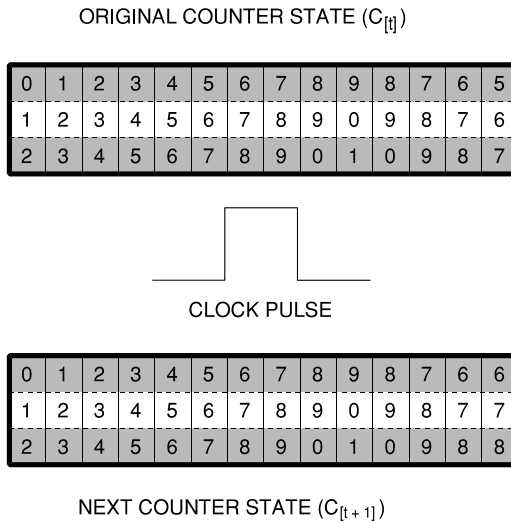 ORIGINAL COUNTER STATE (C[t])
0 1 2 3 4 5 6 7 8 9 8 7 6 5
1 2 3 4 5 6 7 8 9 0 9 8 7 6
2 3 4 5 6 7 8 9 0 1 0 9 8 7
CLOCK PULSE
0 1 2 3 4 5 6 7 8 9 8 7 6 6
1 2 3 4 5 6 7 8 9 0 9 8 7 7
2 3 4 5 6 7 8 9 0 1 0 9 8 8
NEXT COUNTER STATE (C[t + 1])